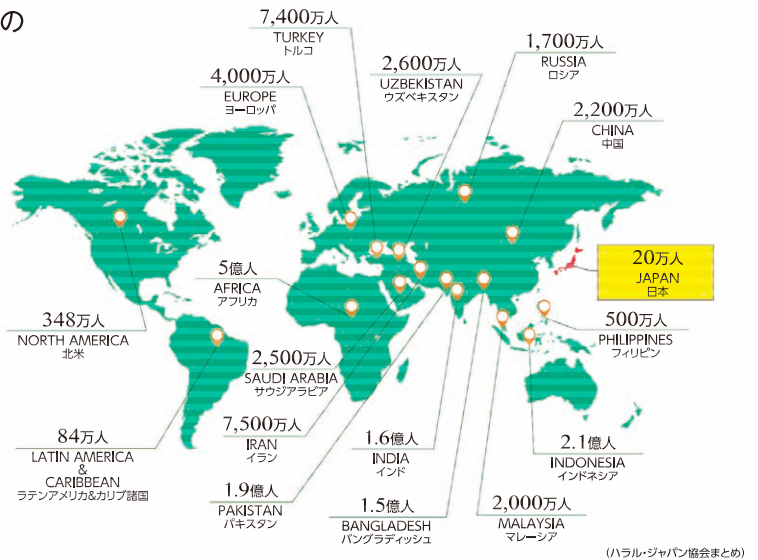 の
7,400万人
TURKEY
トルコ
1,700万人
RUSSIA
ロシア
2,600万人
UZBEKISTAN
ウズベキスタン
4,000万人
EUROPE
ヨーロッパ
2,200万人
CHINA
中国
20万人
JAPAN
日本
5億人
AFRICA
アフリカ
348万人
NORTH AMERICA
北米
500万人
PHILIPPINES
フィリピン
2,500万人
SAUDI ARABIA
サウジアラビア
7,500万人
IRAN
イラン
84万人
LATIN AMERICA
&
CARIBBEAN
ラテンアメリカ&カリブ諸国
1.6億人
INDIA
インド
2.1億人
INDONESIA
インドネシア
1.9億人
PAKISTAN
パキスタン
1.5億人
BANGLADESH
バングラディッシュ
2,000万人
MALAYSIA
マレーシア
(ハラル・ジャパン協会まとめ)